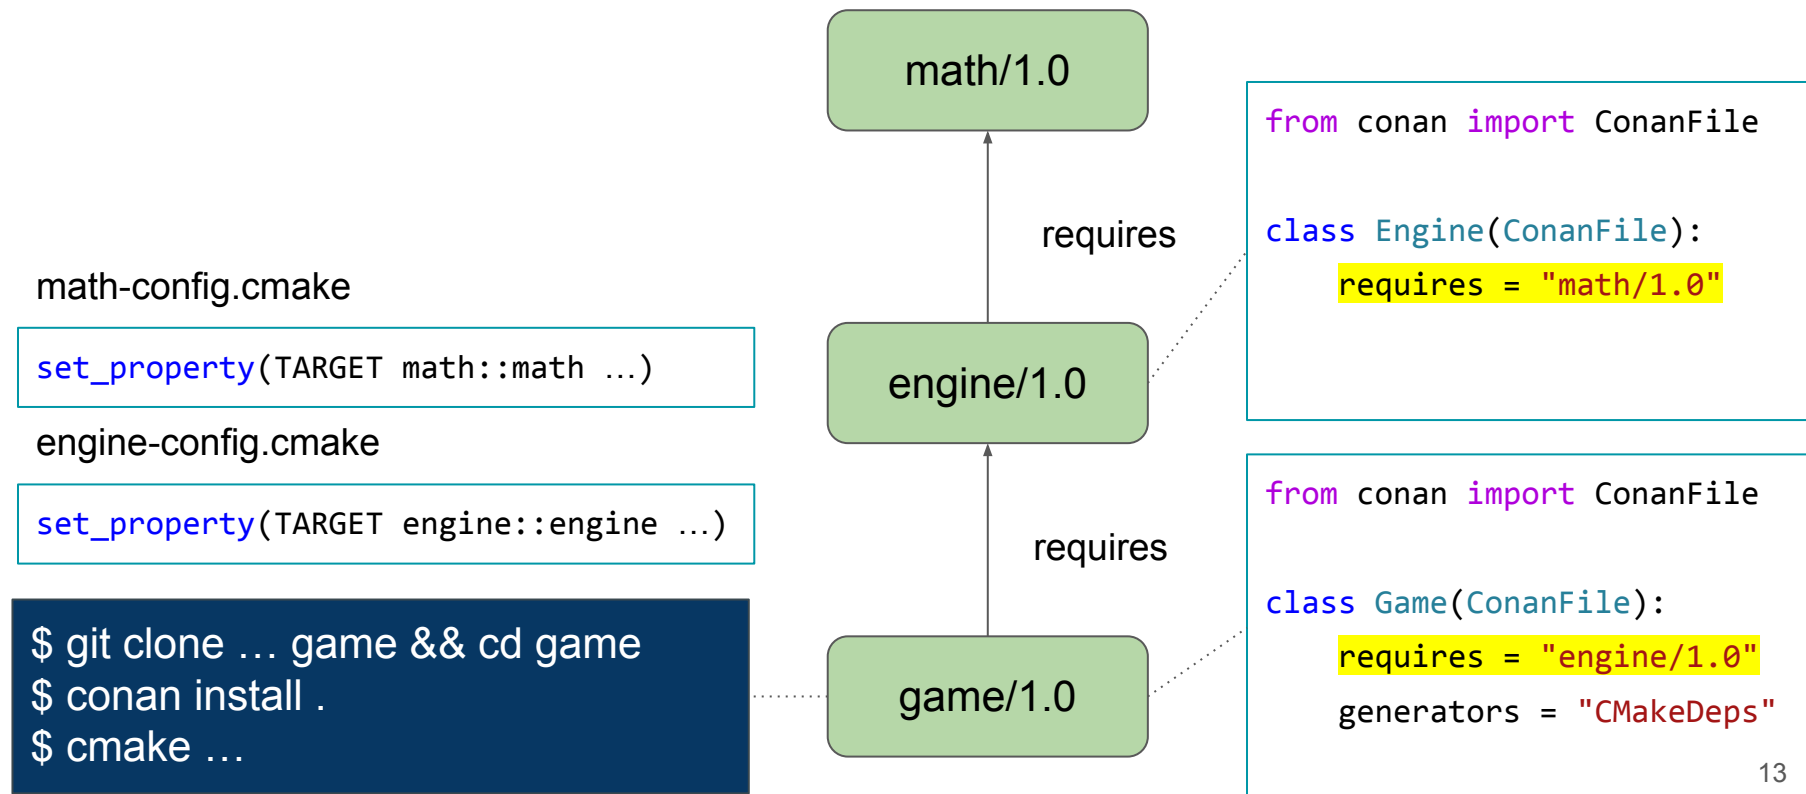 math/1.0
requires
engine/1.0
requires
game/1.0
math-config.cmake
set_property(TARGET math::math …)
engine-config.cmake
set_property(TARGET engine::engine …)
$ git clone … game && cd game
$ conan install .
$ cmake …
from conan import ConanFile
class Engine(ConanFile):
    requires = "math/1.0"
from conan import ConanFile
class Game(ConanFile):
    requires = "engine/1.0"
    generators = "CMakeDeps"
13